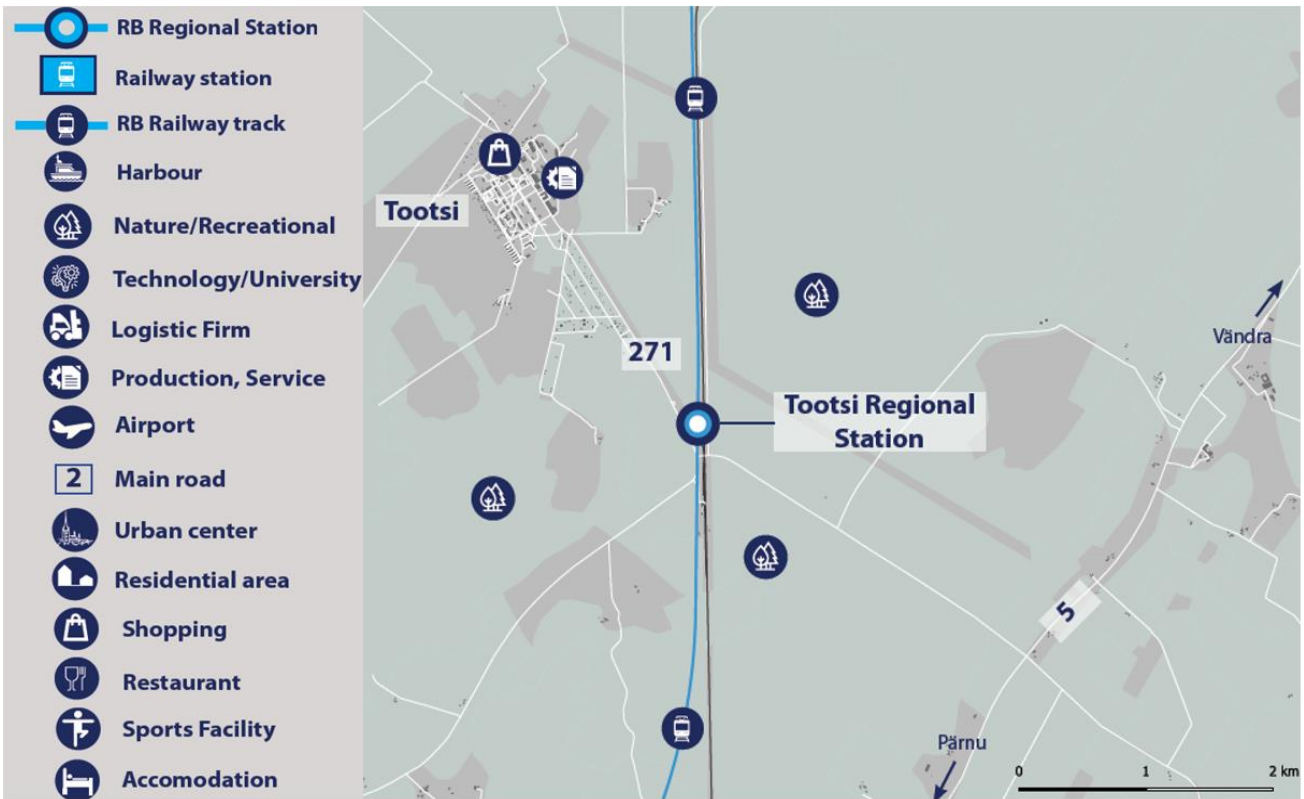 RB Regional Station
Railway station
RB Railway track
Harbour
Nature/Recreational
Technology/University
Logistic Firm
Production, Service
Airport
2 Main road
Urban center
Residential area
Shopping
Restaurant
Sports Facility
Accomodation
Tootsi
271
Tootsi Regional
Station
Vändra
5
Pärnu
0 1 2 km